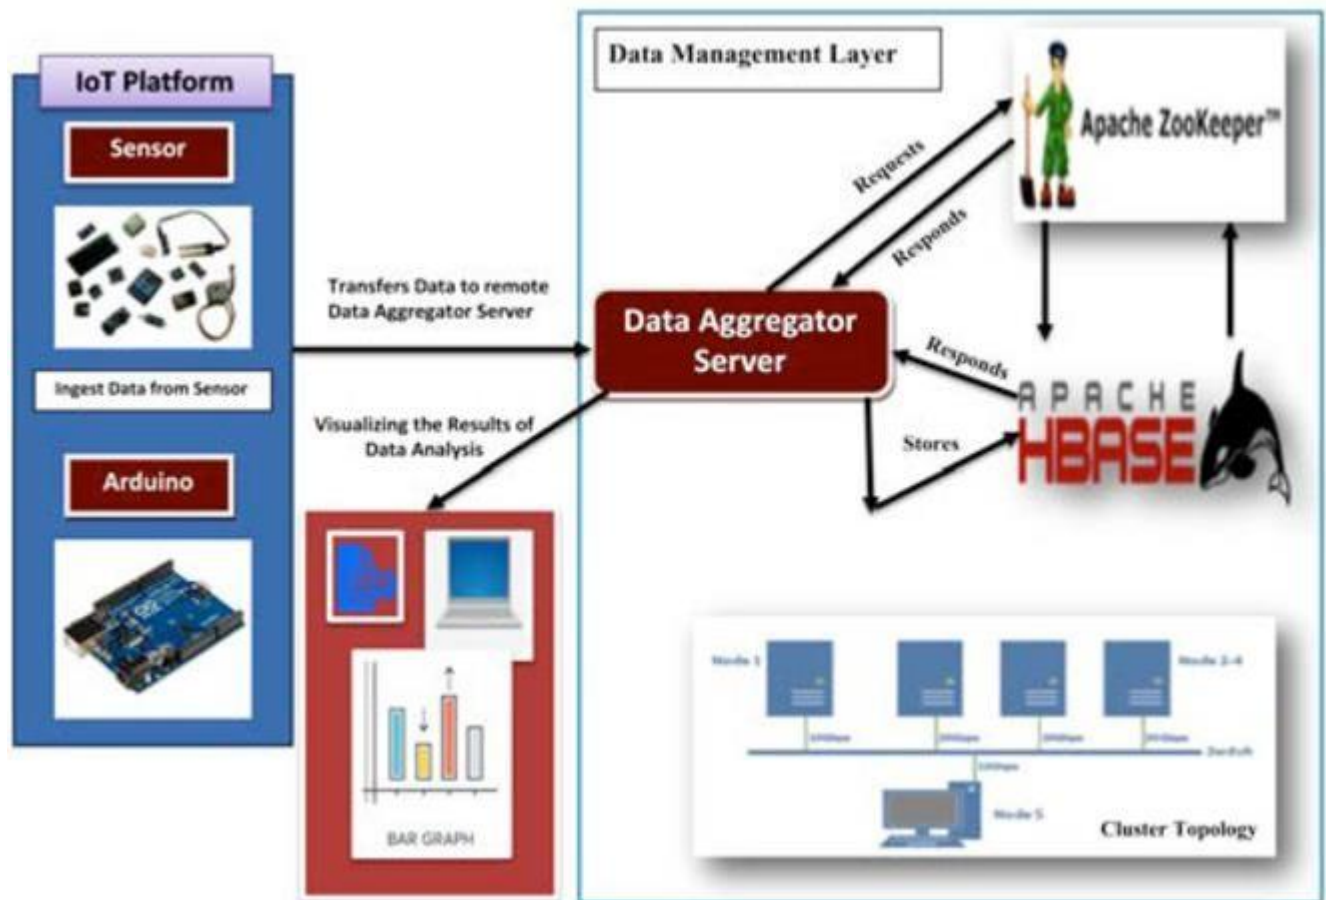 IoT Platform
Sensor
Ingest Data from Sensor
Arduino
Transfers Data to remote
Data Aggregator Server
Visualizing the Results of
Data Analysis
BAR GRAPH
Data Management Layer
Apache ZooKeeper™
Requests
Responds
Data Aggregator
Server
Responds
Stores
APACHE
HBASE
Node 1
Node 2-4
Switch
Node 5
Cluster Topology